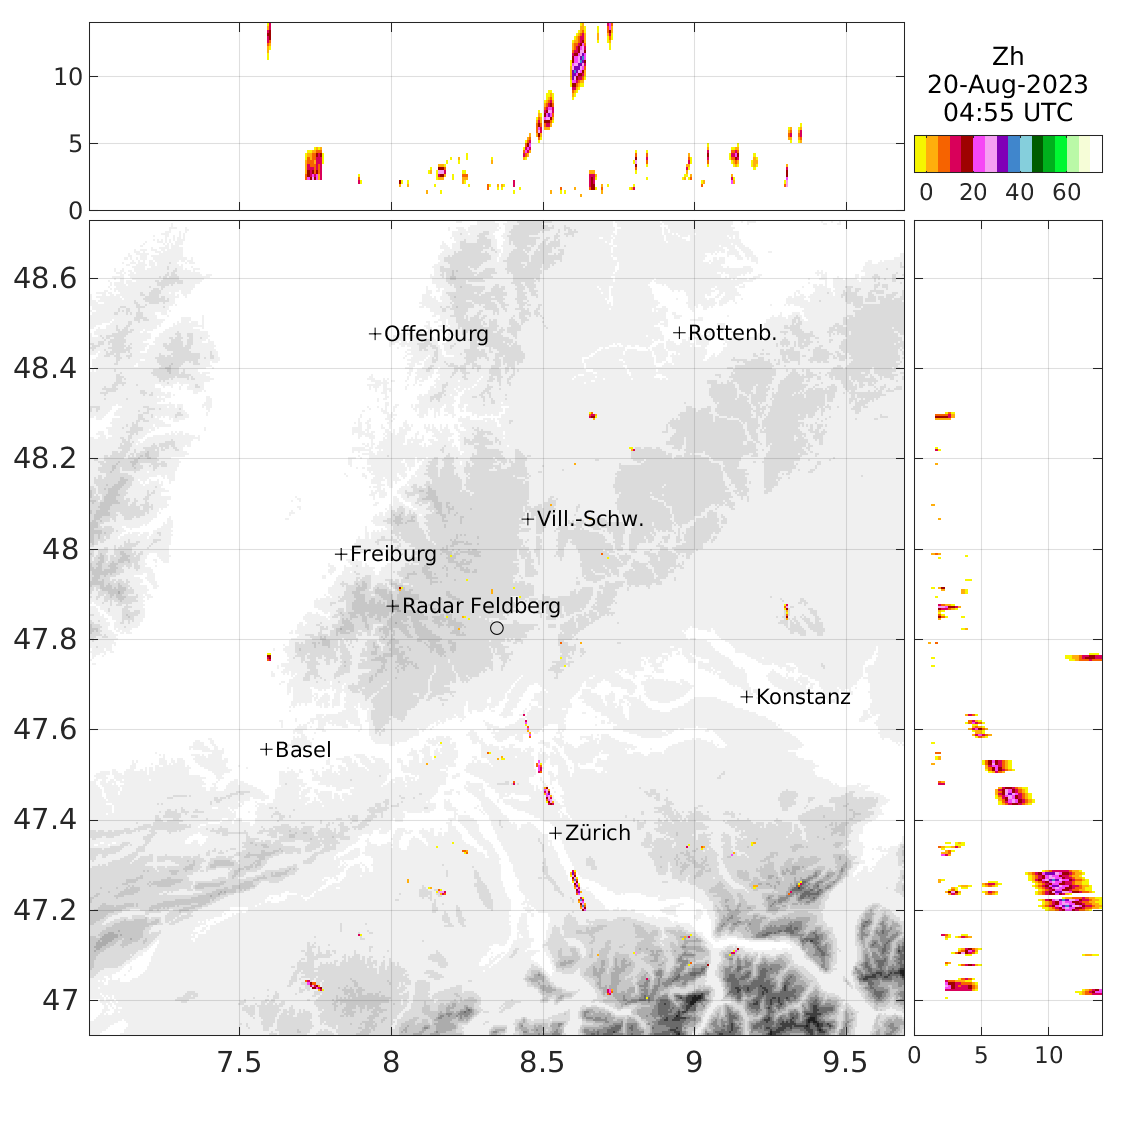 10
5
0
Zh
20-Aug-2023
04:55 UTC
0 20 40 60
48.6
48.4
48.2
48
47.8
47.6
47.4
47.2
47
Offenburg
Rottenb.
Vill.-Schw.
Freiburg
Radar Feldberg
Konstanz
Basel
Zürich
7.5 8 8.5 9 9.5
0 5 10